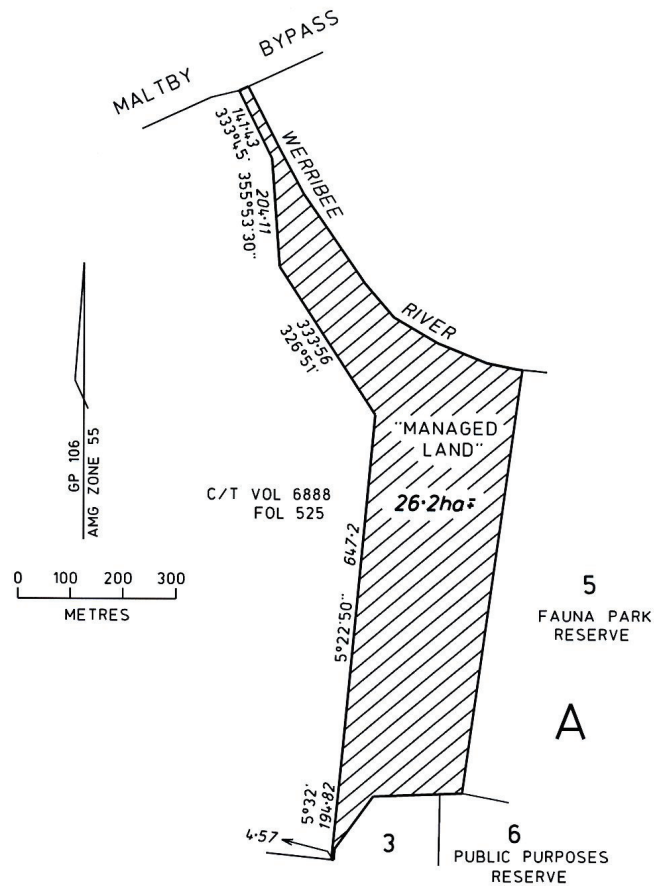 MALTBY BYPASS
141·43
333°45'
WERRIBEE
204·11
355°53'30"
RIVER
333·56
326°51'
"MANAGED
LAND"
26·2ha∓
GP 106
AMG ZONE 55
C/T VOL 6888
FOL 525
0 100 200 300
METRES
647·2
5°22'50"
5
FAUNA PARK
RESERVE
A
5°32'
194·82
4·57
3
6
PUBLIC PURPOSES
RESERVE